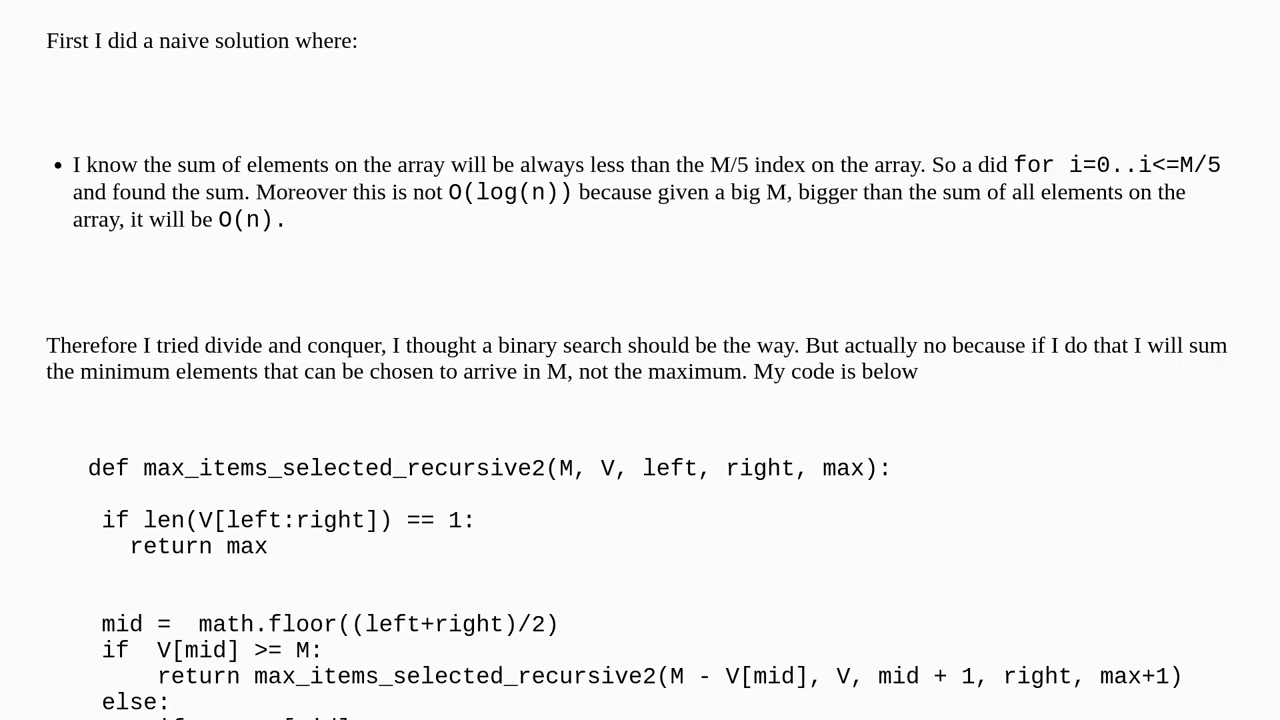 First I did a naive solution where:
• I know the sum of elements on the array will be always less than the M/5 index on the array. So a did for i=0..i<=M/5
and found the sum. Moreover this is not O(log(n)) because given a big M, bigger than the sum of all elements on the
array, it will be O(n).
Therefore I tried divide and conquer, I thought a binary search should be the way. But actually no because if I do that I will sum
the minimum elements that can be chosen to arrive in M, not the maximum. My code is below
def max_items_selected_recursive2(M, V, left, right, max):
if len(V[left:right]) == 1:
return max
mid =  math.floor((left+right)/2)
if  V[mid] >= M:
return max_items_selected_recursive2(M - V[mid], V, mid + 1, right, max+1)
else: